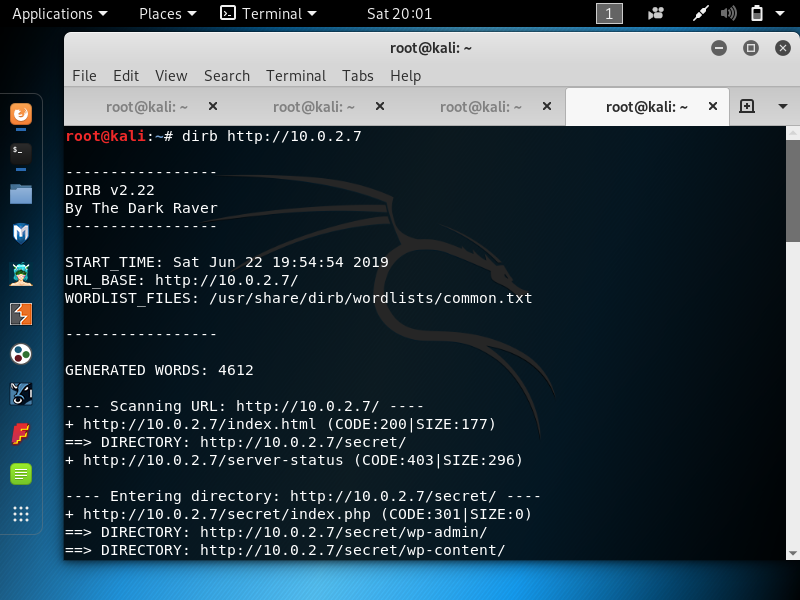 Applications Places Terminal Sat 20:01 1
root@kali: ~
File Edit View Search Terminal Tabs Help
root@kali: ~ root@kali: ~ root@kali: ~ root@kali: ~
root@kali:~# dirb http://10.0.2.7
-----------------
DIRB v2.22
By The Dark Raver
-----------------
START_TIME: Sat Jun 22 19:54:54 2019
URL_BASE: http://10.0.2.7/
WORDLIST_FILES: /usr/share/dirb/wordlists/common.txt
-----------------
GENERATED WORDS: 4612
---- Scanning URL: http://10.0.2.7/ ----
+ http://10.0.2.7/index.html (CODE:200|SIZE:177)
==> DIRECTORY: http://10.0.2.7/secret/
+ http://10.0.2.7/server-status (CODE:403|SIZE:296)
---- Entering directory: http://10.0.2.7/secret/ ----
+ http://10.0.2.7/secret/index.php (CODE:301|SIZE:0)
==> DIRECTORY: http://10.0.2.7/secret/wp-admin/
==> DIRECTORY: http://10.0.2.7/secret/wp-content/